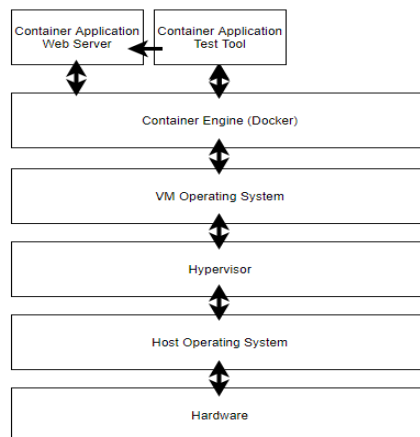 Container Application
Web Server
Container Application
Test Tool
Container Engine (Docker)
VM Operating System
Hypervisor
Host Operating System
Hardware